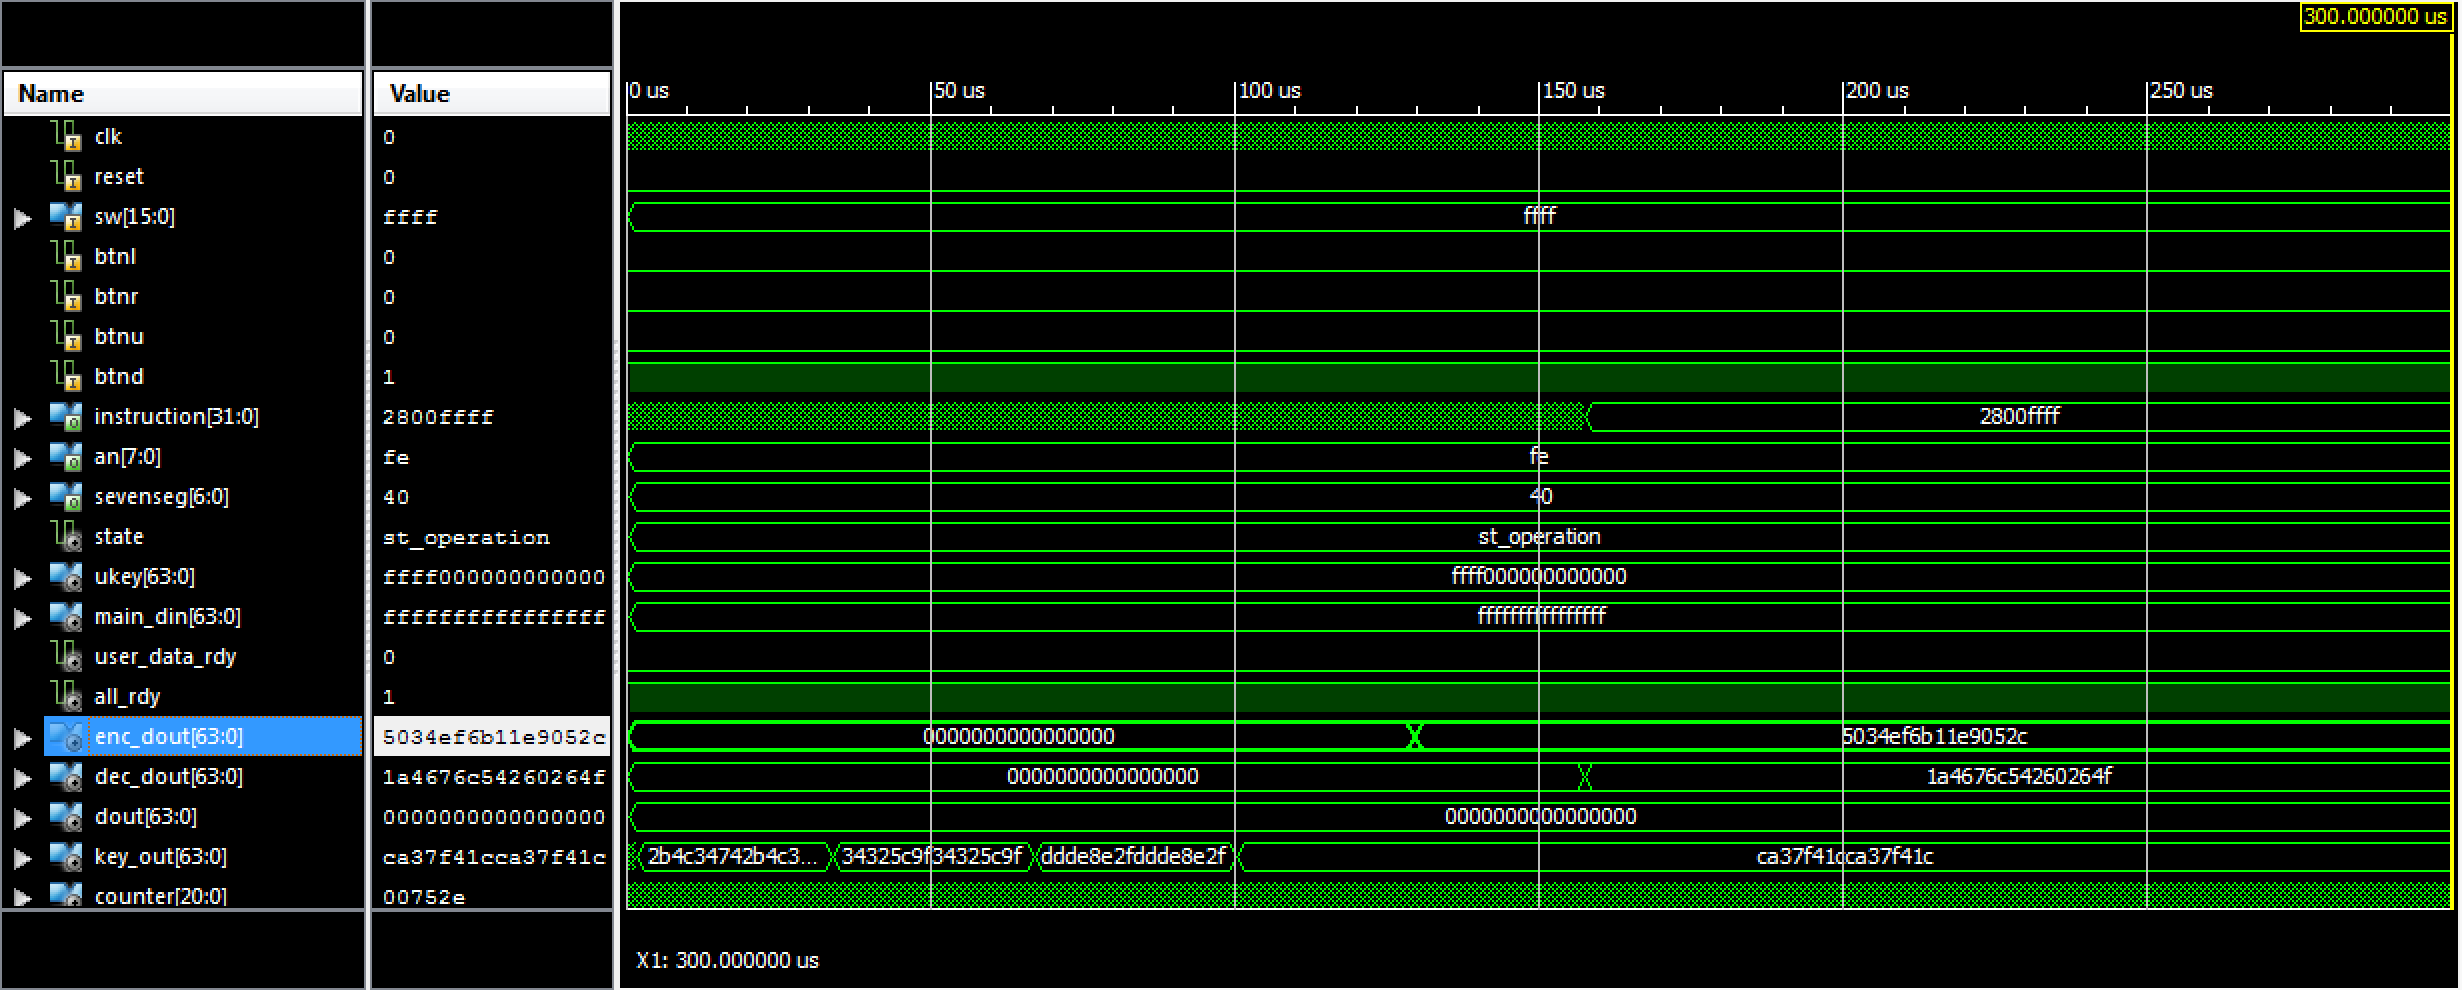 300.000000 us
Name Value 0 us 50 us 100 us 150 us 200 us 250 us
clk 0
reset 0
sw[15:0] ffff ffff
btnl 0
btnr 0
btnu 0
btnd 1
instruction[31:0] 2800ffff 2800ffff
an[7:0] fe fe
sevenseg[6:0] 40 40
state st_operation st_operation
ukey[63:0] ffff000000000000 ffff000000000000
main_din[63:0] ffffffffffffffff ffffffffffffffff
user_data_rdy 0
all_rdy 1
enc_dout[63:0] 5034ef6b11e9052c 0000000000000000 5034ef6b11e9052c
dec_dout[63:0] 1a4676c54260264f 0000000000000000 1a4676c54260264f
dout[63:0] 0000000000000000 0000000000000000
key_out[63:0] ca37f41cca37f41c 2b4c34742b4c3... 34325c9f34325c9f ddde8e2fddde8e2f ca37f41cca37f41c
counter[20:0] 00752e
X1: 300.000000 us